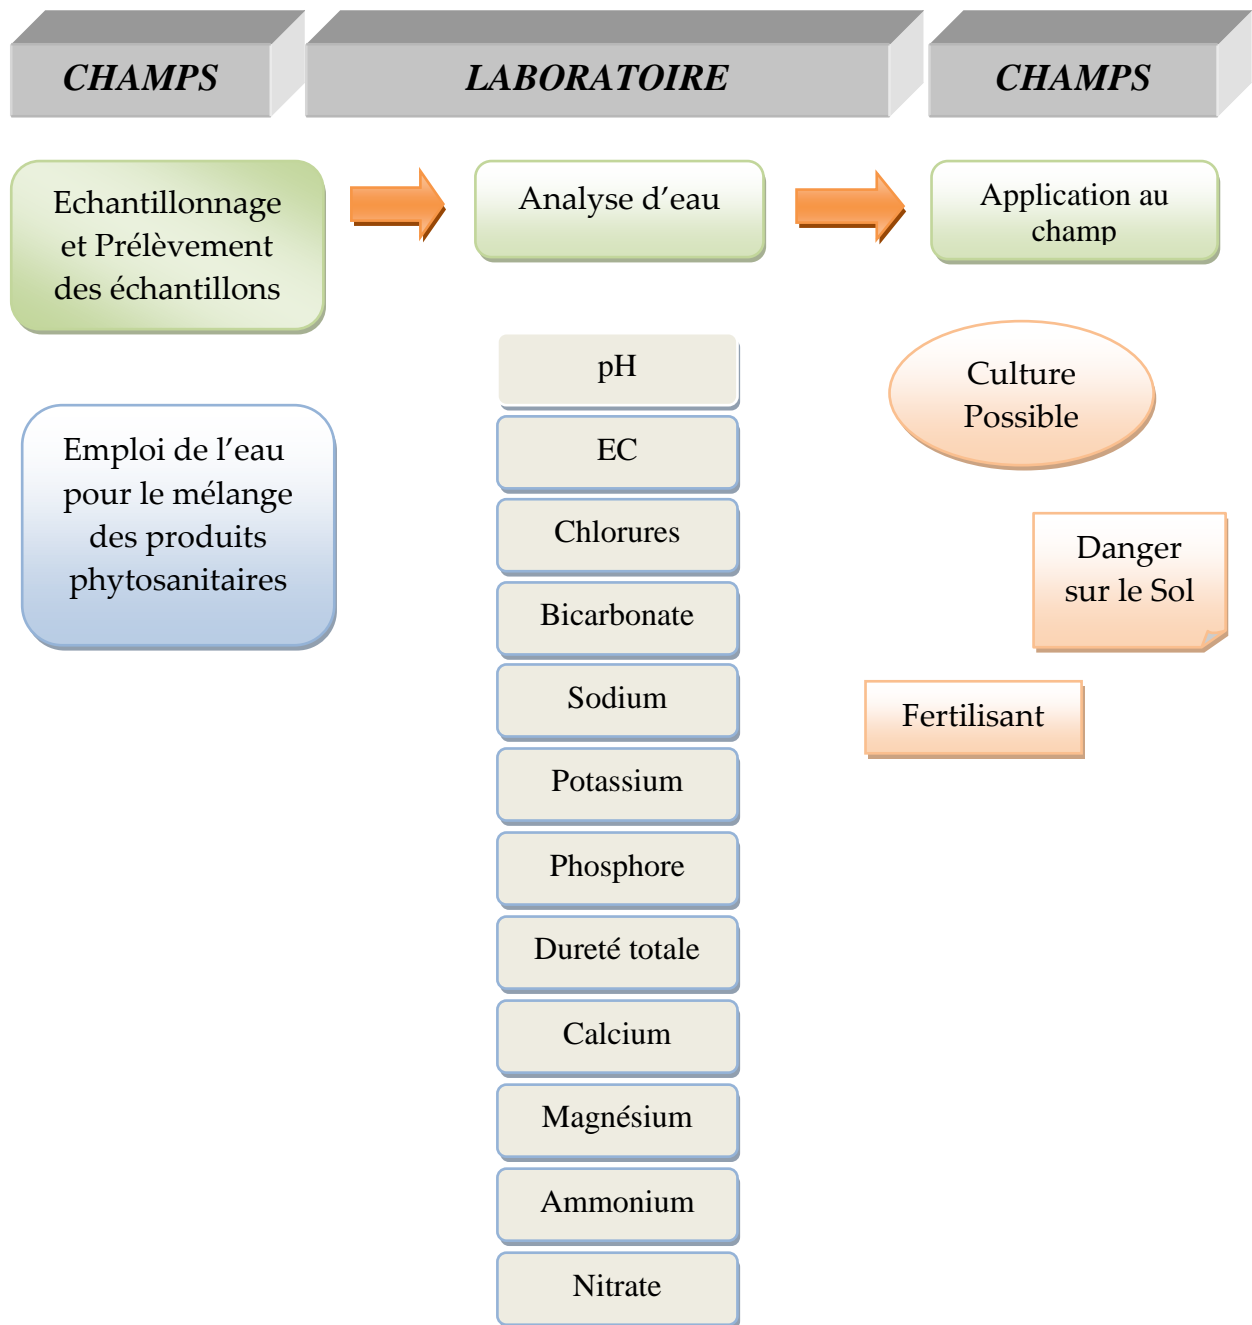 CHAMPS
LABORATOIRE
CHAMPS
Echantillonnage
et Prélèvement
des échantillons
Analyse d’eau
Application au
champ
Emploi de l’eau
pour le mélange
des produits
phytosanitaires
pH
EC
Chlorures
Bicarbonate
Sodium
Potassium
Phosphore
Dureté totale
Calcium
Magnésium
Ammonium
Nitrate
Culture
Possible
Danger
sur le Sol
Fertilisant